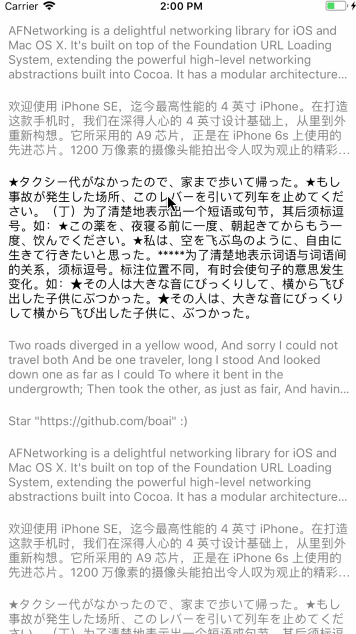 Carrier 2:00 PM
AFNetworking is a delightful networking library for iOS and
Mac OS X. It's built on top of the Foundation URL Loading
System, extending the powerful high-level networking
abstractions built into Cocoa. It has a modular architecture...
欢迎使用 iPhone SE，迄今最高性能的 4 英寸 iPhone。在打造
这款手机时，我们在深得人心的 4 英寸设计基础上，从里到外
重新构想。它所采用的 A9 芯片，正是在 iPhone 6s 上使用的
先进芯片。1200 万像素的摄像头能拍出令人叹为观止的精彩...
★タクシー代がなかったので、家まで歩いて帰った。★もし
事故が発生した場所、このレバーを引いて列车を止めてくだ
さい。（丁）为了清楚地表示出一个短语或句节，其后须标逗
号。如：★この薬を、夜寝る前に一度、朝起きてからもう一
度、飲んでください。★私は、空を飞ぶ鸟のように、自由に
生きて行きたいと思った。*****为了清楚地表示词语与词语间
的关系，须标逗号。标注位置不同，有时会使句子的意思发生
变化。如：★その人は大きな音にびっくりして、横から飞び
出した子供にぶつかった。★その人は、大きな音にびっくり
して横から飞び出した子供に、ぶつかった。
Two roads diverged in a yellow wood, And sorry I could not
travel both And be one traveler, long I stood And looked
down one as far as I could To where it bent in the
undergrowth; Then took the other, as just as fair, And havin...
Star "https://github.com/boai" :)
AFNetworking is a delightful networking library for iOS and
Mac OS X. It's built on top of the Foundation URL Loading
System, extending the powerful high-level networking
abstractions built into Cocoa. It has a modular architecture...
欢迎使用 iPhone SE，迄今最高性能的 4 英寸 iPhone。在打造
这款手机时，我们在深得人心的 4 英寸设计基础上，从里到外
重新构想。它所采用的 A9 芯片，正是在 iPhone 6s 上使用的
先进芯片。1200 万像素的摄像头能拍出令人叹为观止的精彩...
★タクシー代がなかったので、家まで歩いて帰った。★もし
事故が発生した場所、このレバーを引いて列车を止めてくだ